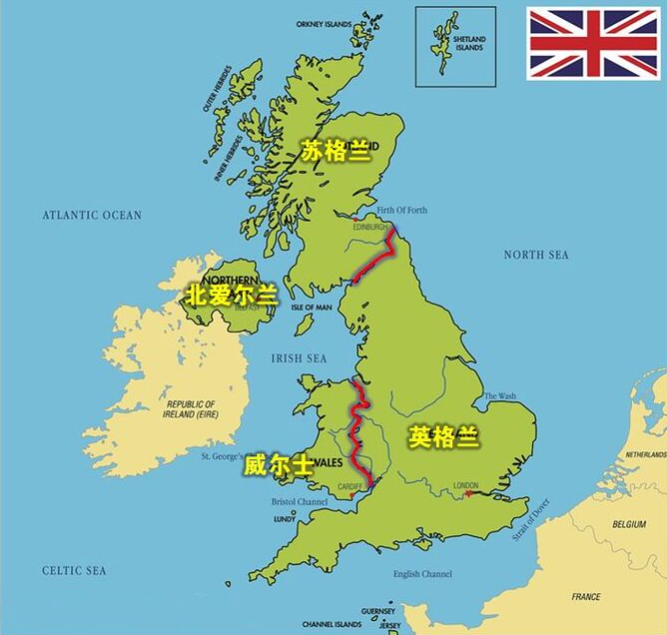 ORKNEY ISLANDS
SHETLAND
ISLANDS
OUTER HEBRIDES
INNER HEBRIDES
苏格兰
ATLANTIC OCEAN
Firth Of Forth
EDINBURGH
NORTH SEA
NORTHERN
北爱尔兰
ISLE OF MAN
IRISH SEA
REPUBLIC OF
IRELAND (EIRE)
The Wash
英格兰
St. George's
威尔士
WALES
CARDIFF
LONDON
NETHERLANDS
Bristol Channel
LUNDY
Strait of Dover
BELGIUM
CELTIC SEA
English Channel
FRANCE
GUERNSEY
CHANNEL ISLANDS
JERSEY